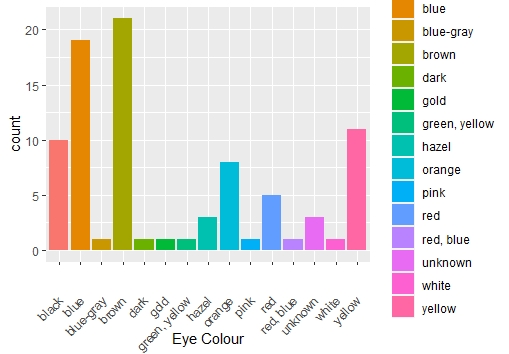 20
15
10
5
0
count
black
blue
blue-gray
brown
dark
gold
green, yellow
hazel
orange
pink
red
red, blue
unknown
white
yellow
Eye Colour
blue
blue-gray
brown
dark
gold
green, yellow
hazel
orange
pink
red
red, blue
unknown
white
yellow